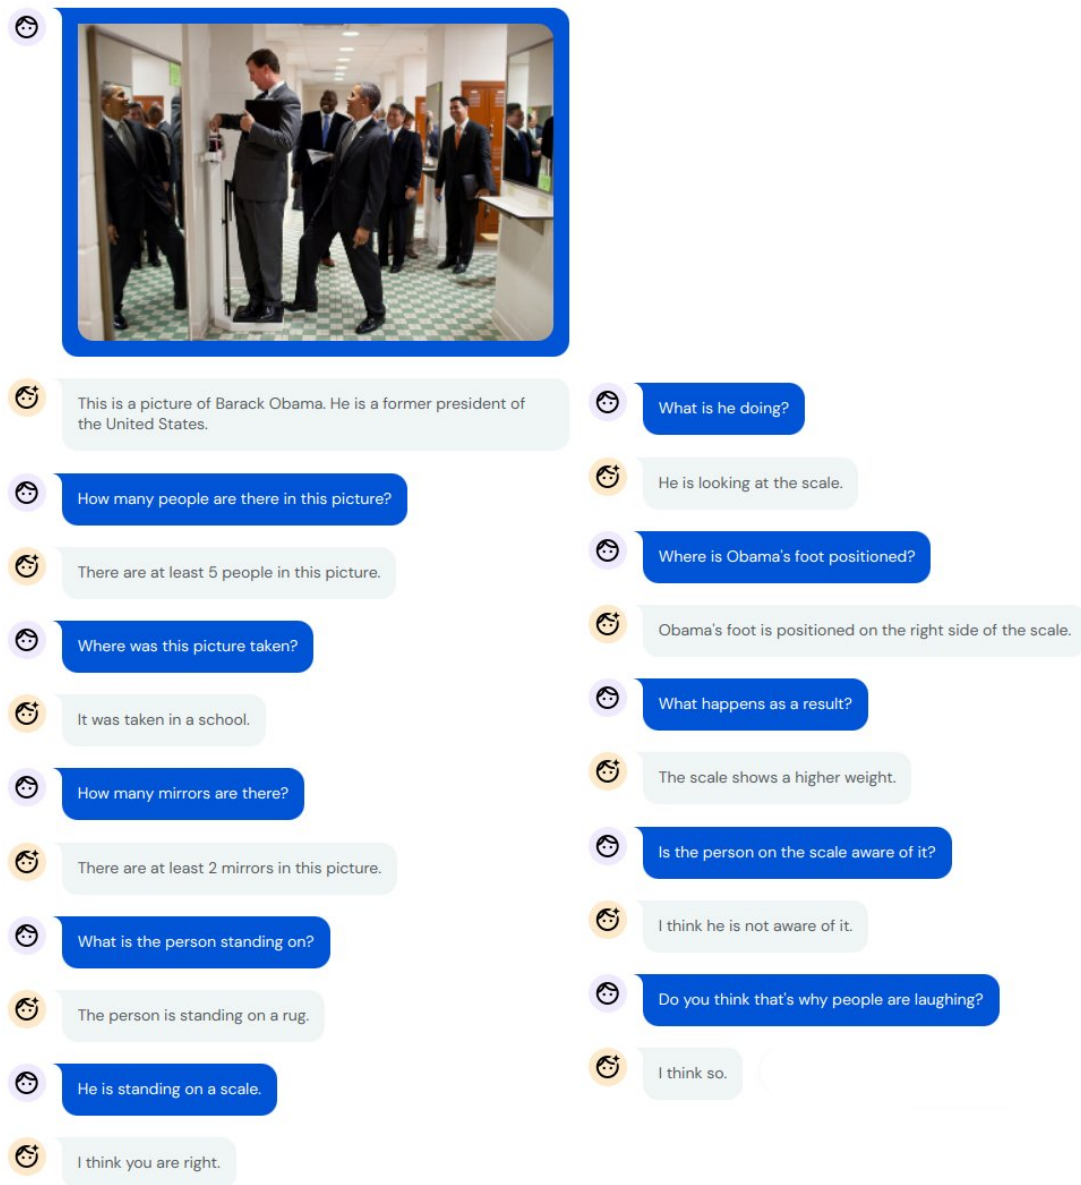 This is a picture of Barack Obama. He is a former president of
the United States.
How many people are there in this picture?
There are at least 5 people in this picture.
Where was this picture taken?
It was taken in a school.
How many mirrors are there?
There are at least 2 mirrors in this picture.
What is the person standing on?
The person is standing on a rug.
He is standing on a scale.
I think you are right.
What is he doing?
He is looking at the scale.
Where is Obama's foot positioned?
Obama's foot is positioned on the right side of the scale.
What happens as a result?
The scale shows a higher weight.
Is the person on the scale aware of it?
I think he is not aware of it.
Do you think that's why people are laughing?
I think so.